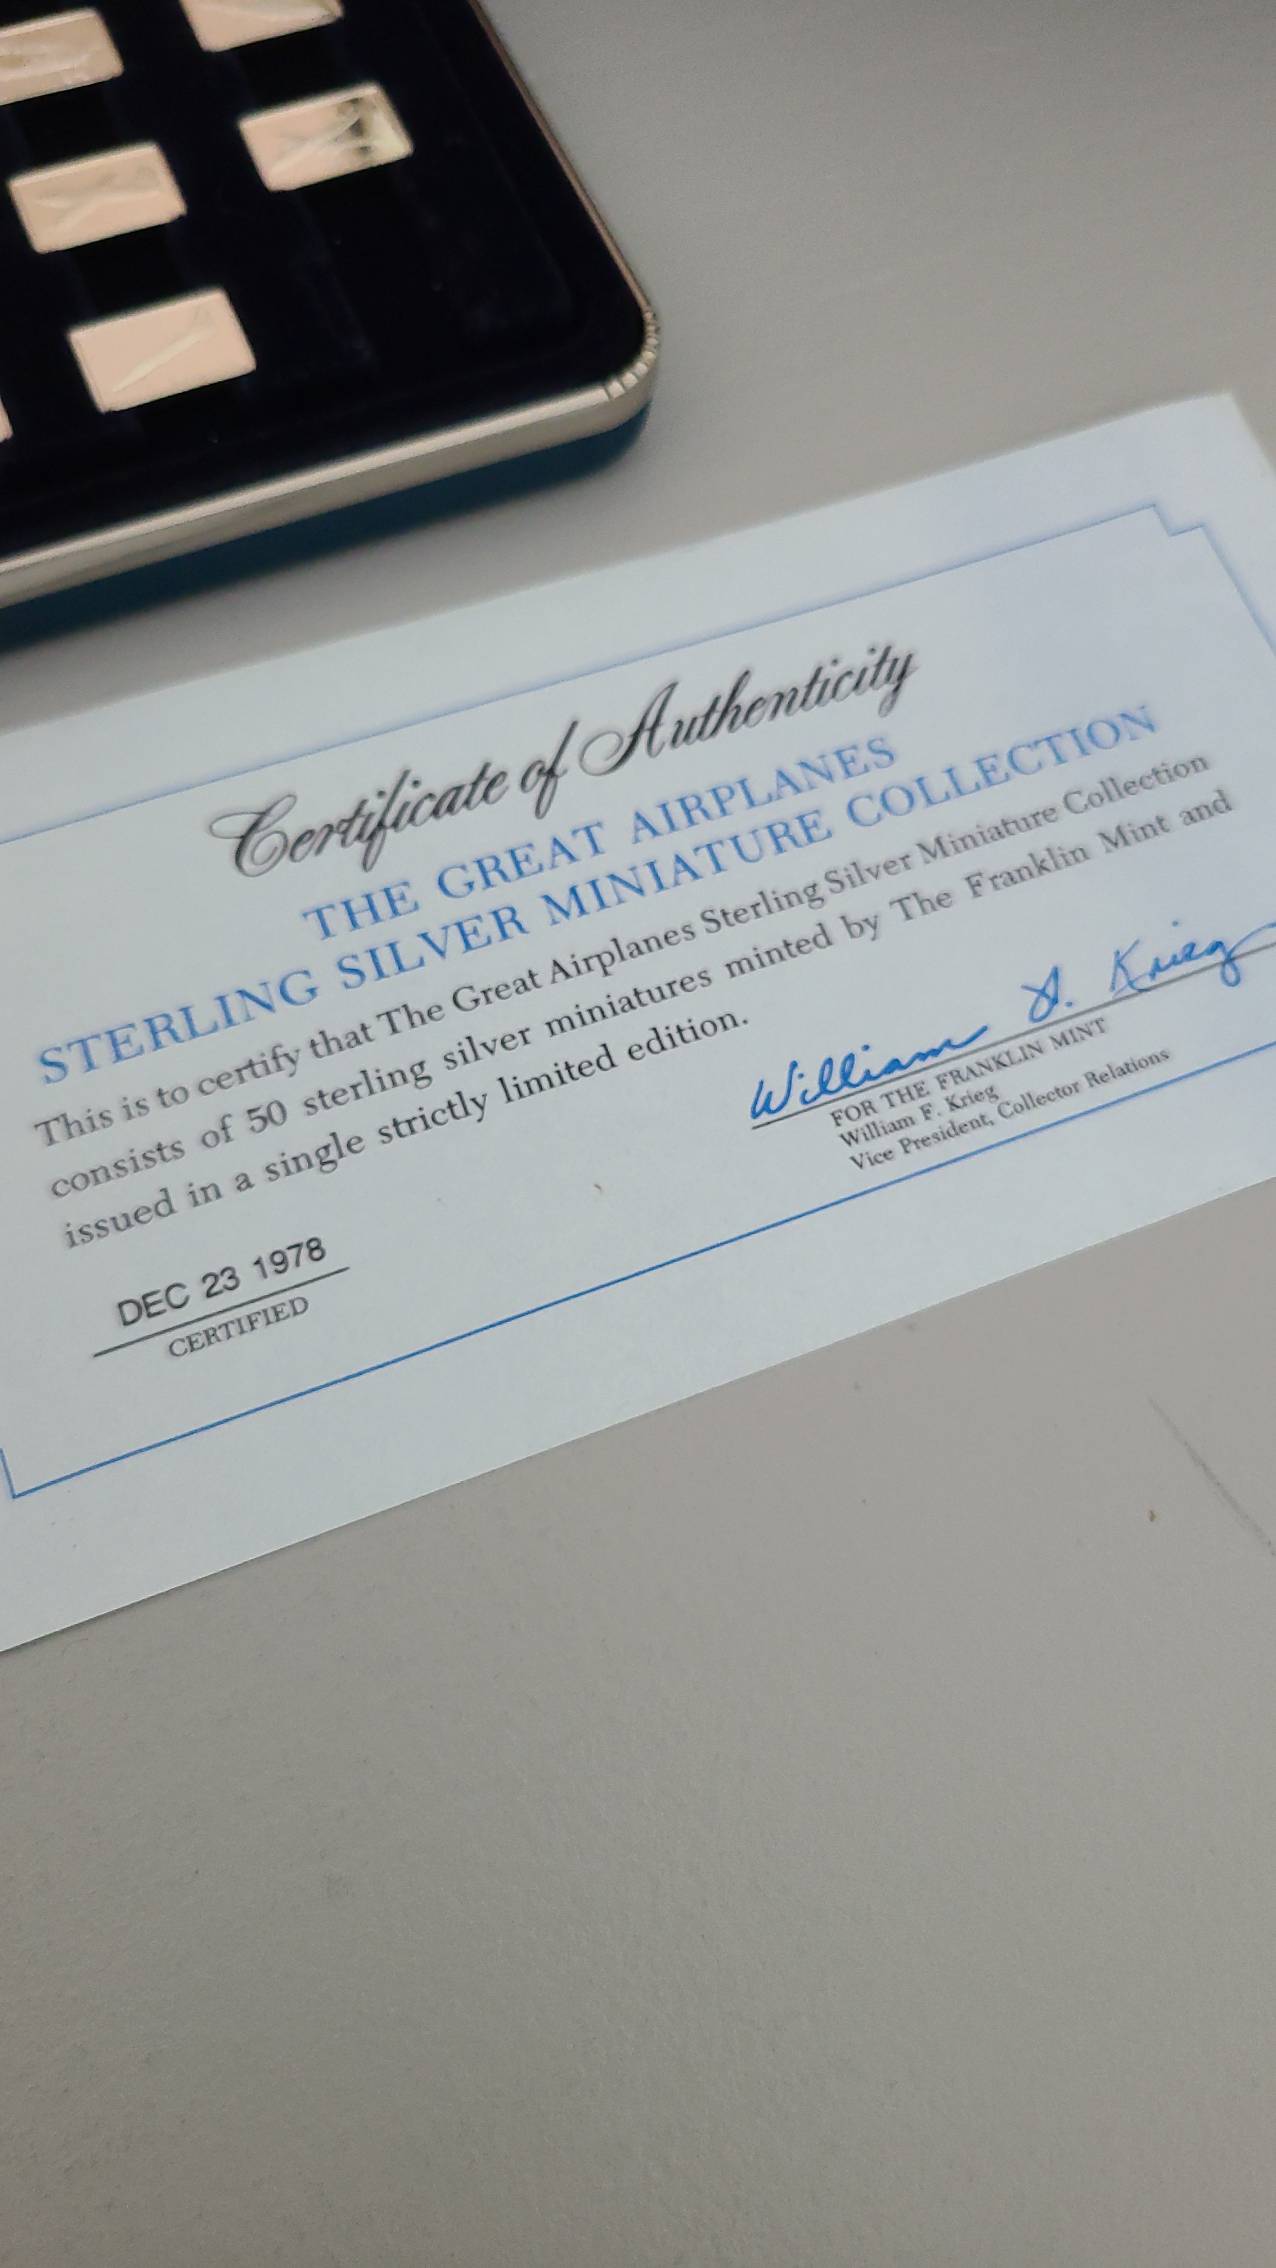 Certificate of Authenticity
THE GREAT AIRPLANES
STERLING SILVER MINIATURE COLLECTION
This is to certify that The Great Airplanes Sterling Silver Miniature Collection
consists of 50 sterling silver miniatures minted by The Franklin Mint and
issued in a single strictly limited edition.
William F. Krieg
FOR THE FRANKLIN MINT
William F. Krieg
Vice President, Collector Relations
DEC 23 1978
CERTIFIED